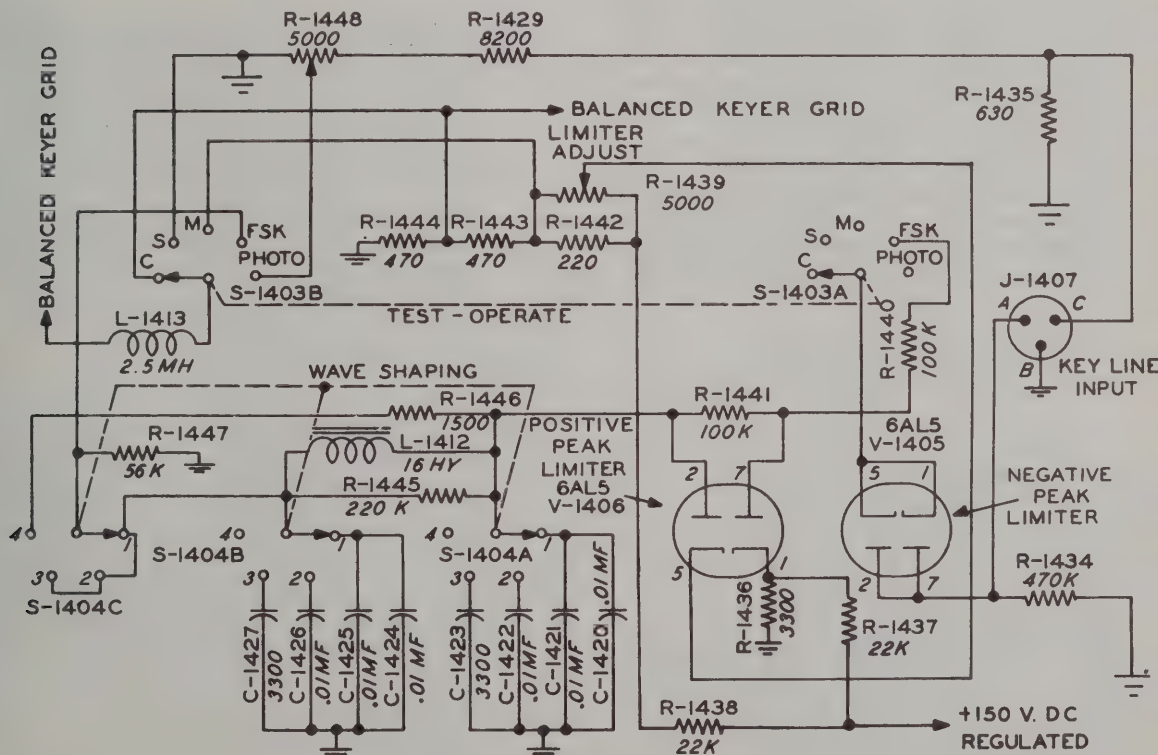 R-1448
5000
R-1429
8200
R-1435
630
BALANCED KEYER GRID
BALANCED KEYER GRID
LIMITER
ADJUST
R-1439
5000
R-1444
470
R-1443
470
R-1442
220
S
M
FSK
PHOTO
C
S-1403B
S
M
FSK
PHOTO
C
S-1403A
TEST-OPERATE
L-1413
2.5 MH
R-1440
100 K
J-1407
A
C
B
KEY LINE
INPUT
WAVE SHAPING
R-1446
1500
L-1412
16 HY
R-1447
56 K
R-1445
220 K
R-1441
100 K
POSITIVE
PEAK
LIMITER
6AL5
V-1406
2
7
5
1
6AL5
V-1405
5
1
2
7
NEGATIVE
PEAK
LIMITER
R-1434
470K
4
1
3
2
S-1404C
S-1404B
4
1
3
2
S-1404A
4
1
3
2
R-1436
3300
R-1437
22K
C-1427
3300
C-1426
.01MF
C-1425
.01MF
C-1424
.01 MF
C-1423
3300
C-1422
.01MF
C-1421
.01MF
C-1420
.01MF
R-1438
22K
+150 V. DC
REGULATED